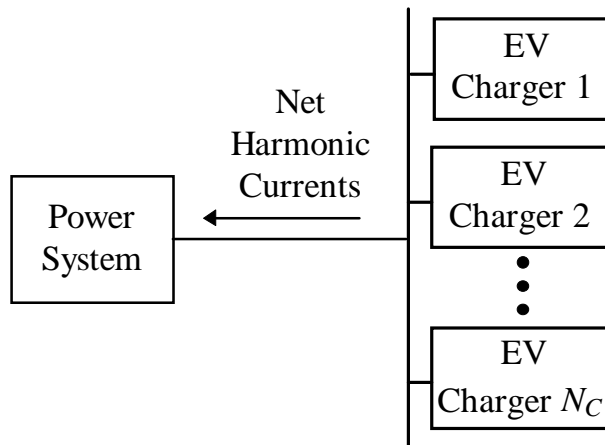 EV
Charger 1
Net
Harmonic
Currents
EV
Charger 2
Power
System
EV
Charger N_C